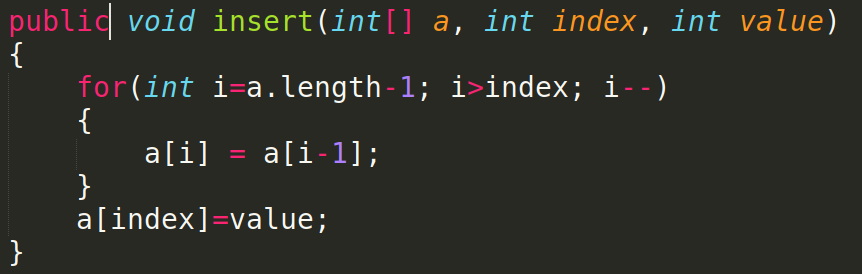 public void insert(int[] a, int index, int value)
{
    for(int i=a.length-1; i>index; i--)
    {
        a[i] = a[i-1];
    }
    a[index]=value;
}